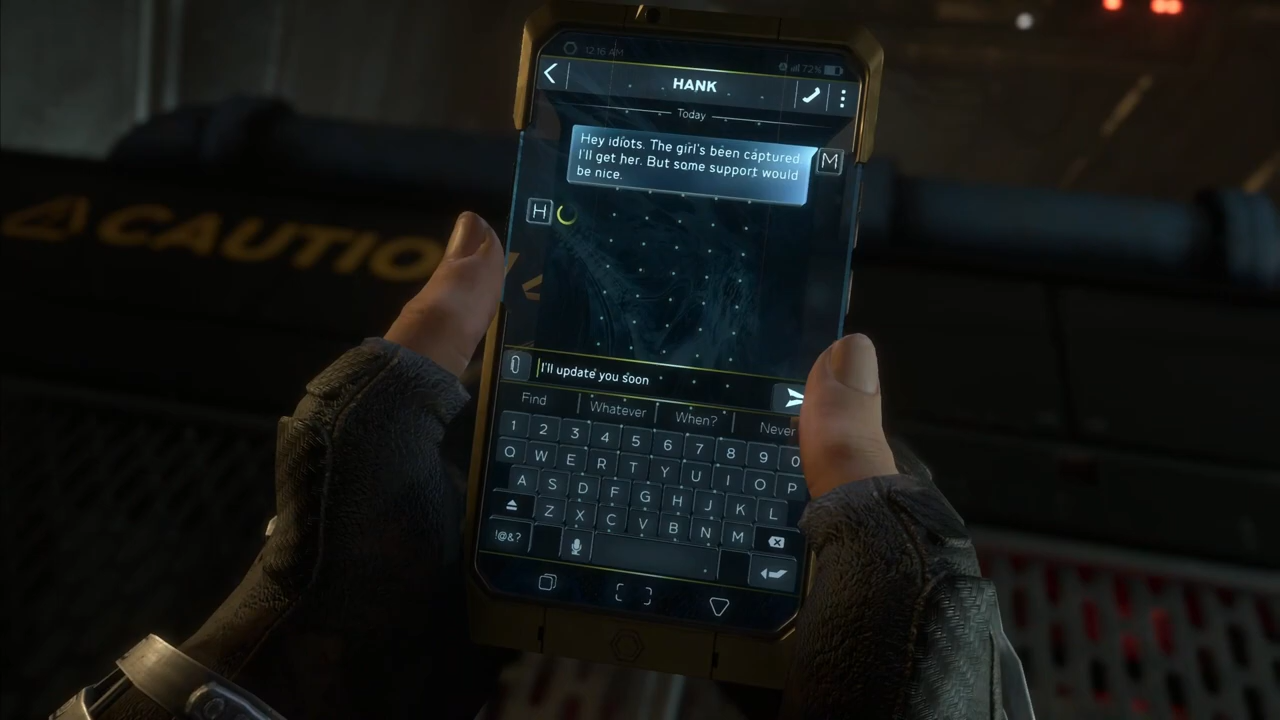 12:16 AM
72%
HANK
Today
Hey idiots. The girl's been captured.
I'll get her. But some support would
be nice.
M
H
CAUTIO
I'll update you soon
Find Whatever When? Never
1 2 3 4 5 6 7 8 9 0
Q W E R T Y U I O P
A S D F G H J K L
Z X C V B N M
!@&?